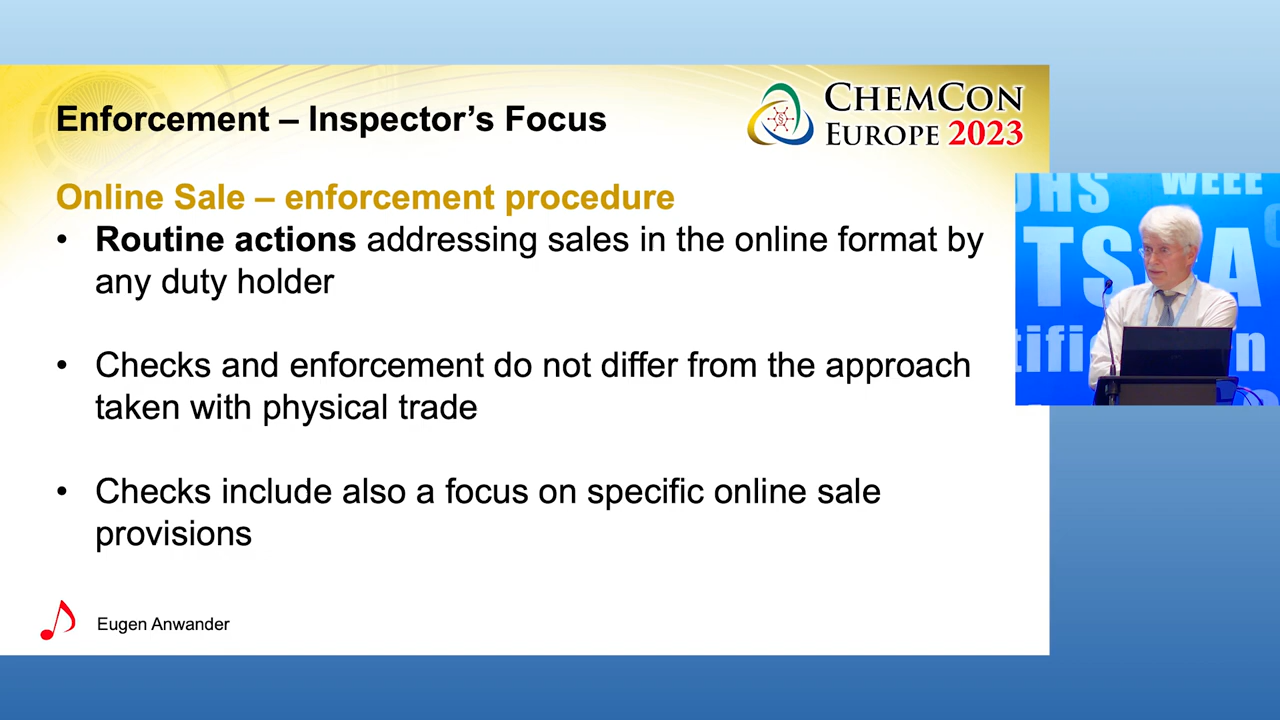 Enforcement – Inspector's Focus
CHEMCON
EUROPE 2023
Online Sale – enforcement procedure
• Routine actions addressing sales in the online format by
any duty holder
• Checks and enforcement do not differ from the approach
taken with physical trade
• Checks include also a focus on specific online sale
provisions
Eugen Anwander
WEEE